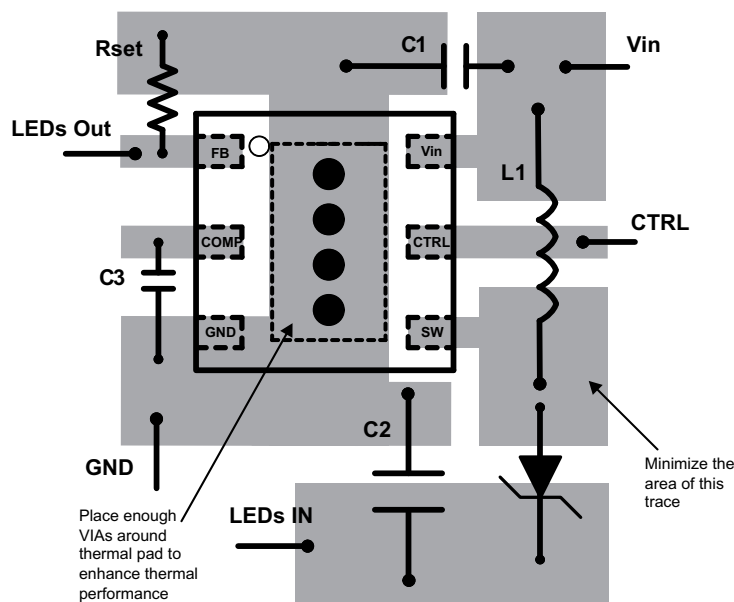 C1
Rset
Vin
LEDs Out
FB
Vin
L1
COMP
CTRL
CTRL
C3
GND
SW
C2
GND
Minimize the
area of this
trace
LEDs IN
Place enough
VIAs around
thermal pad to
enhance thermal
performance